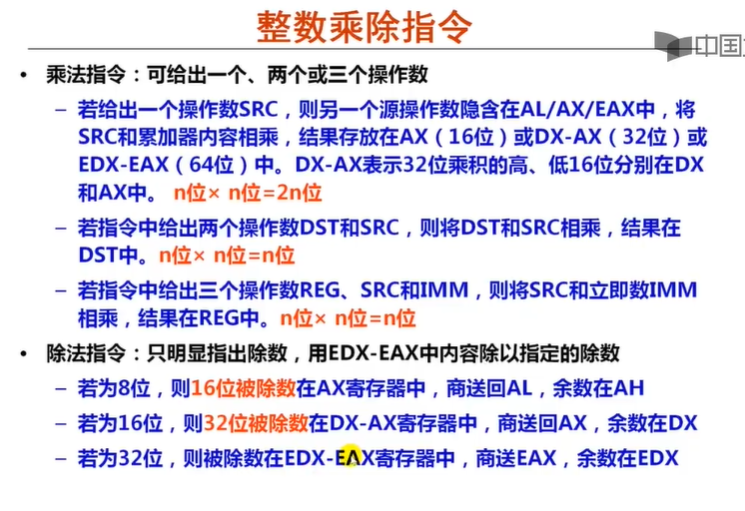 整数乘除指令
中国
• 乘法指令：可给出一个、两个或三个操作数
– 若给出一个操作数SRC，则另一个源操作数隐含在AL/AX/EAX中，将
SRC和累加器内容相乘，结果存放在AX（16位）或DX-AX（32位）或
EDX-EAX（64位）中。DX-AX表示32位乘积的高、低16位分别在DX
和AX中。 n位× n位=2n位
– 若指令中给出两个操作数DST和SRC，则将DST和SRC相乘，结果在
DST中。n位× n位=n位
– 若指令中给出三个操作数REG、SRC和IMM，则将SRC和立即数IMM
相乘，结果在REG中。n位× n位=n位
• 除法指令：只明显指出除数，用EDX-EAX中内容除以指定的除数
– 若为8位，则16位被除数在AX寄存器中，商送回AL，余数在AH
– 若为16位，则32位被除数在DX-AX寄存器中，商送回AX，余数在DX
– 若为32位，则被除数在EDX-EAX寄存器中，商送EAX，余数在EDX